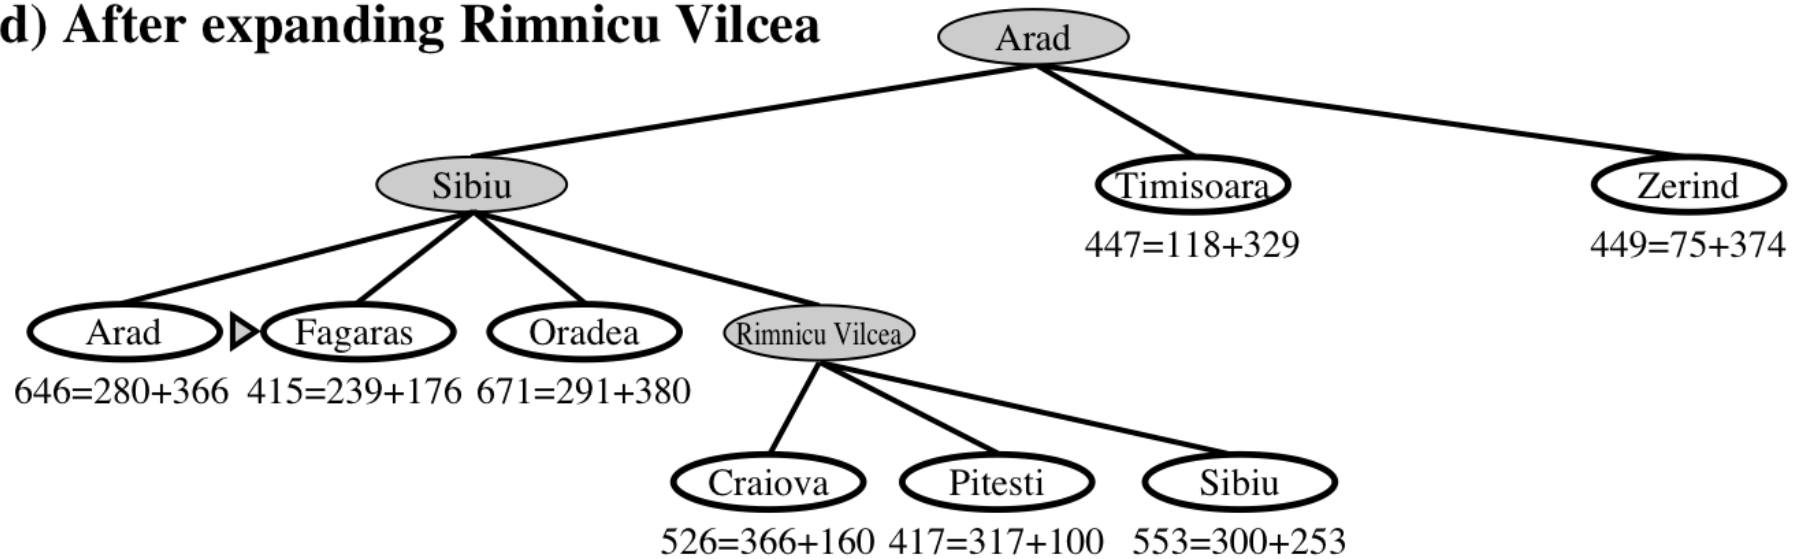 d) After expanding Rimnicu Vilcea
Arad
Sibiu
Timisoara
Zerind
447=118+329
449=75+374
Arad
Fagaras
Oradea
Rimnicu Vilcea
646=280+366
415=239+176
671=291+380
Craiova
Pitesti
Sibiu
526=366+160
417=317+100
553=300+253